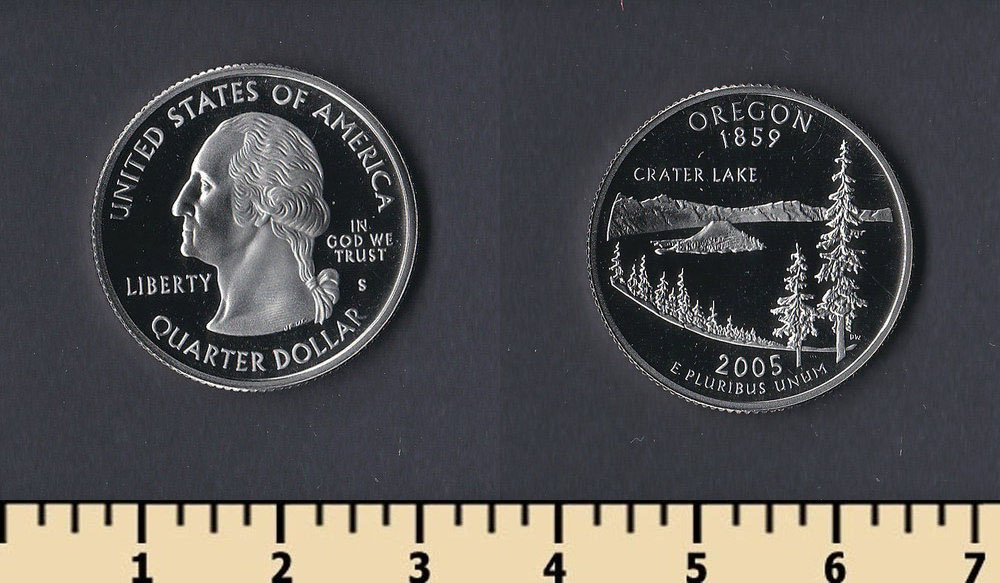 UNITED STATES OF AMERICA
IN
GOD WE
TRUST
LIBERTY
S
QUARTER DOLLAR
OREGON
1859
CRATER LAKE
2005
E PLURIBUS UNUM
DW
1 2 3 4 5 6 7